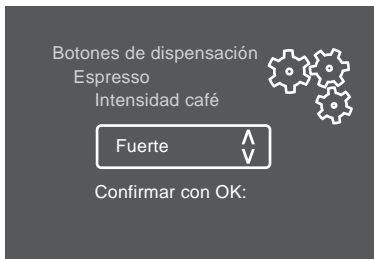 Botones de dispensación
Espresso
Intensidad café
Fuerte
Confirmar con OK: